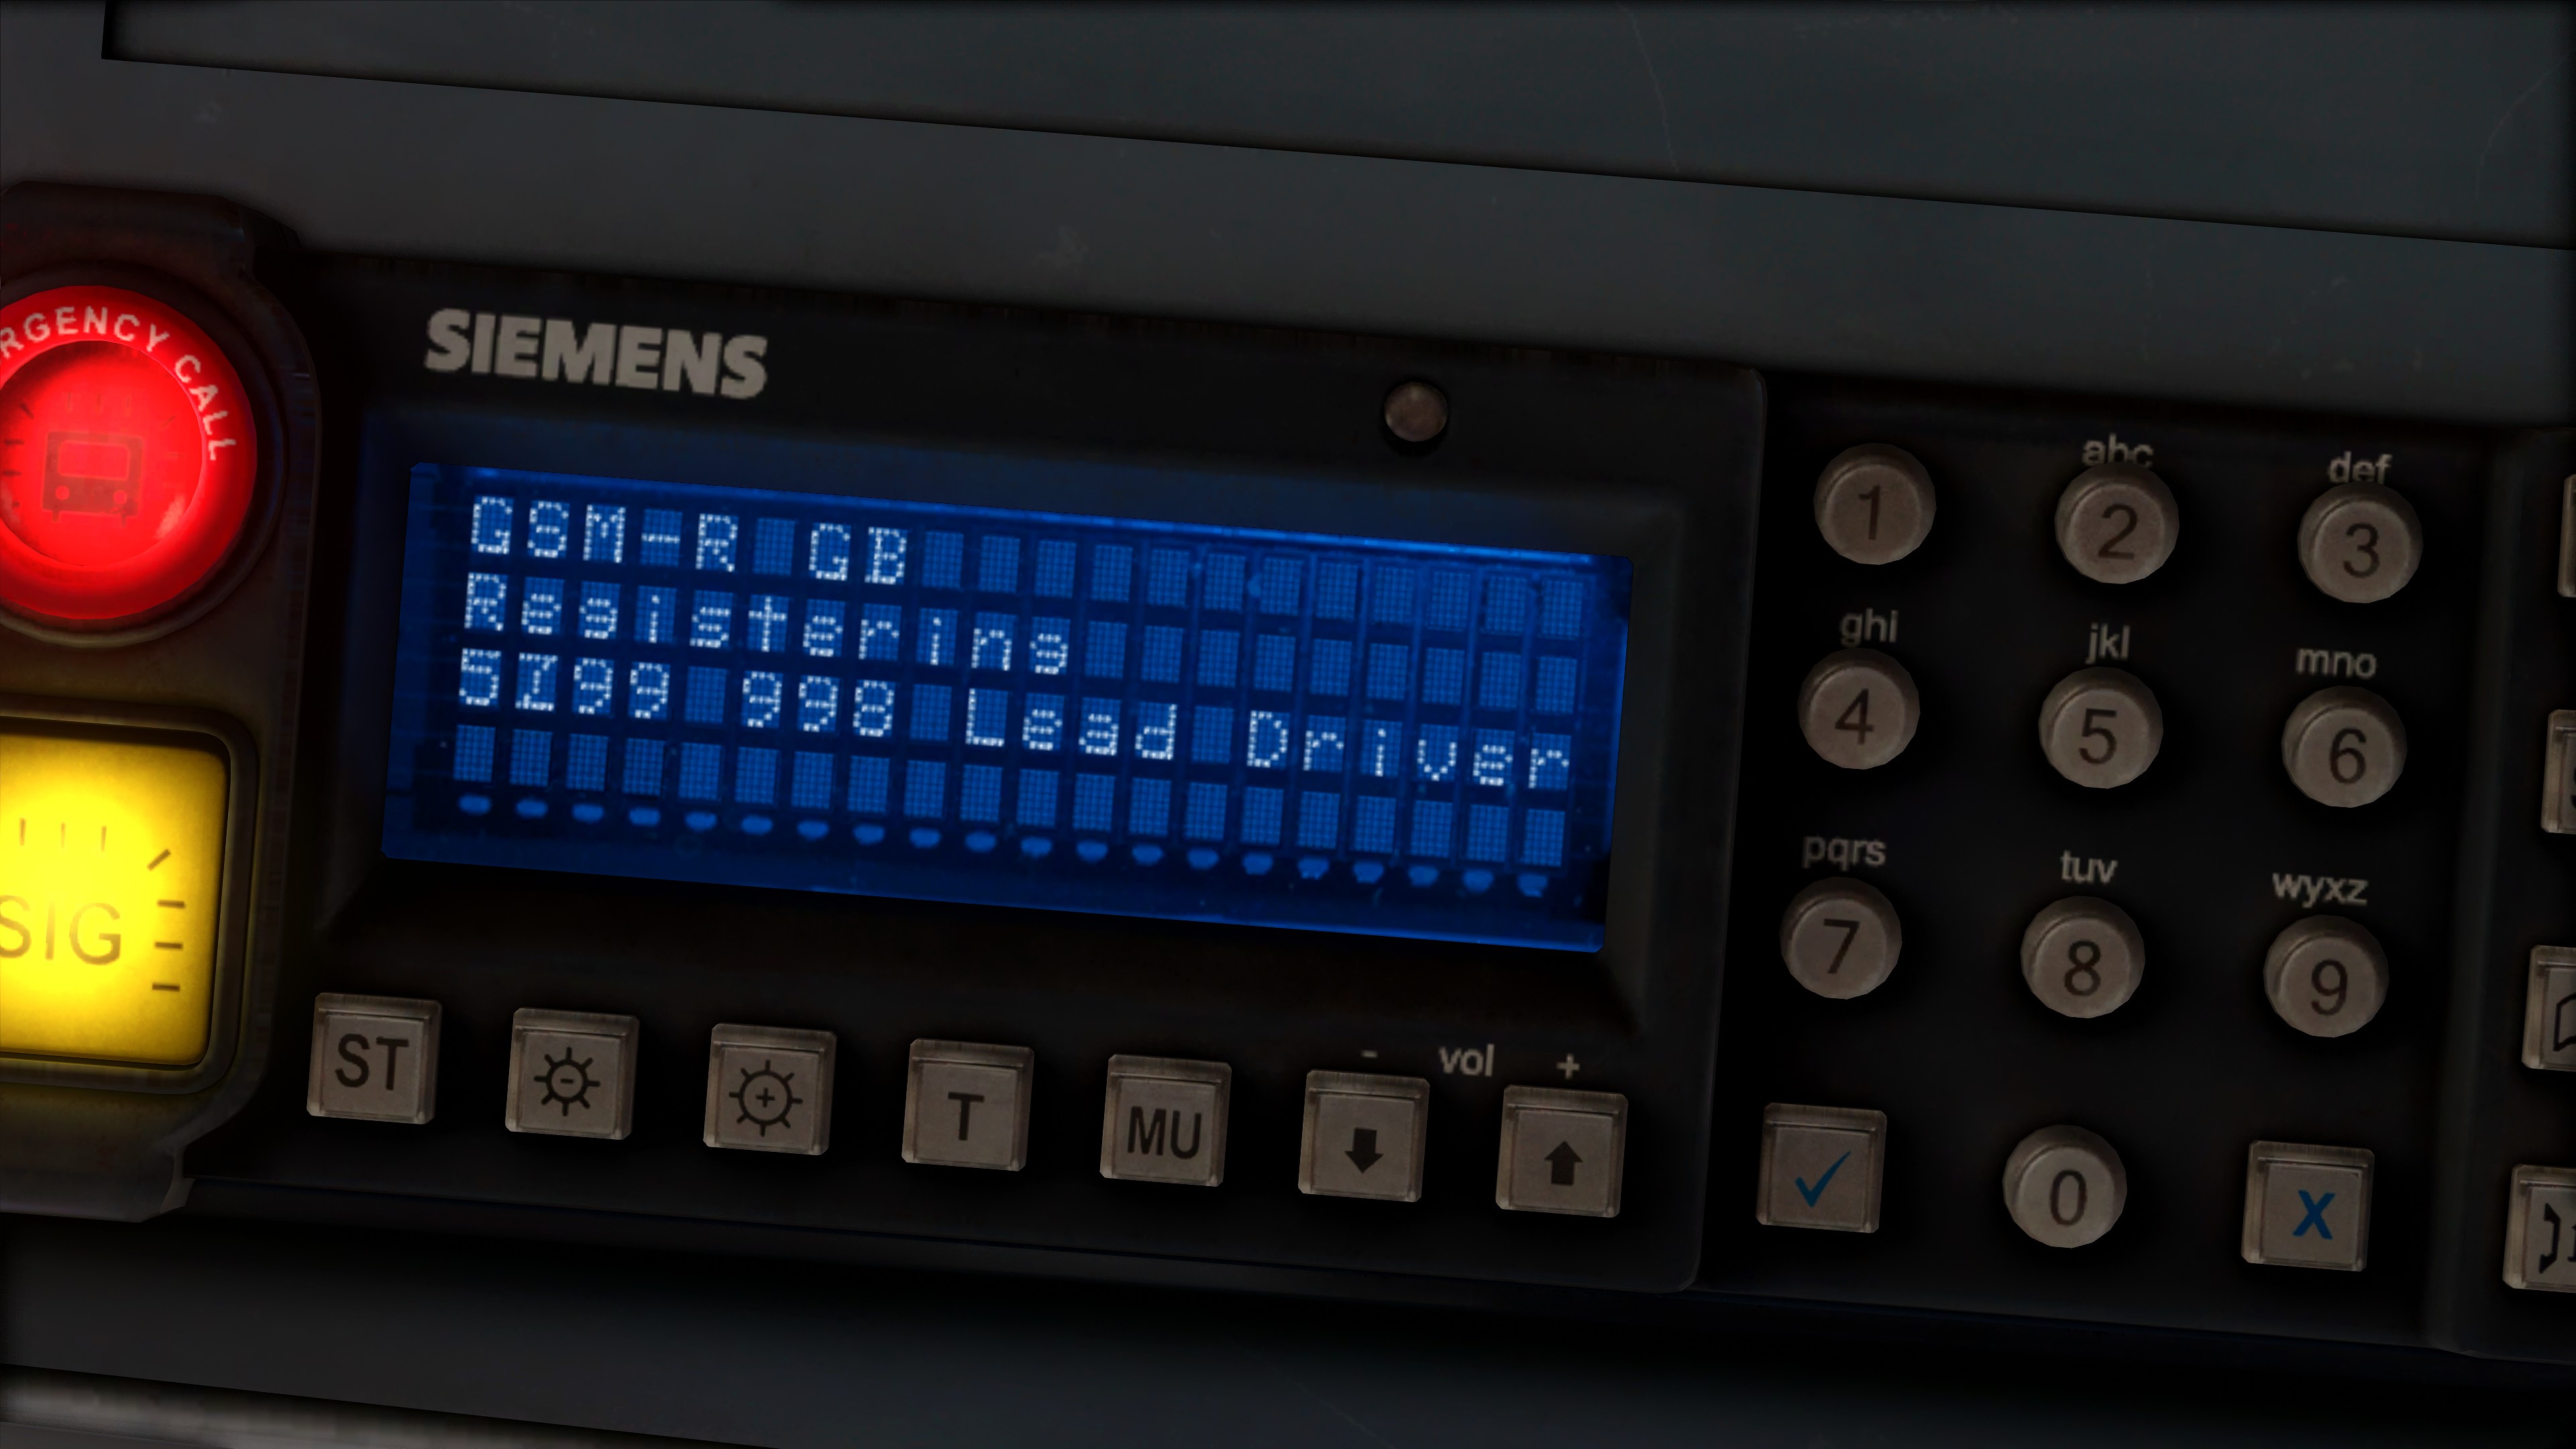 RGENCY CALL
SIEMENS
GSM-R GB
Registering
5Z99 998 Lead Driver
SIG
ST
T
MU
- vol +
1
abc
2
def
3
ghi
4
jkl
5
mno
6
pqrs
7
tuv
8
wyxz
9
0
X